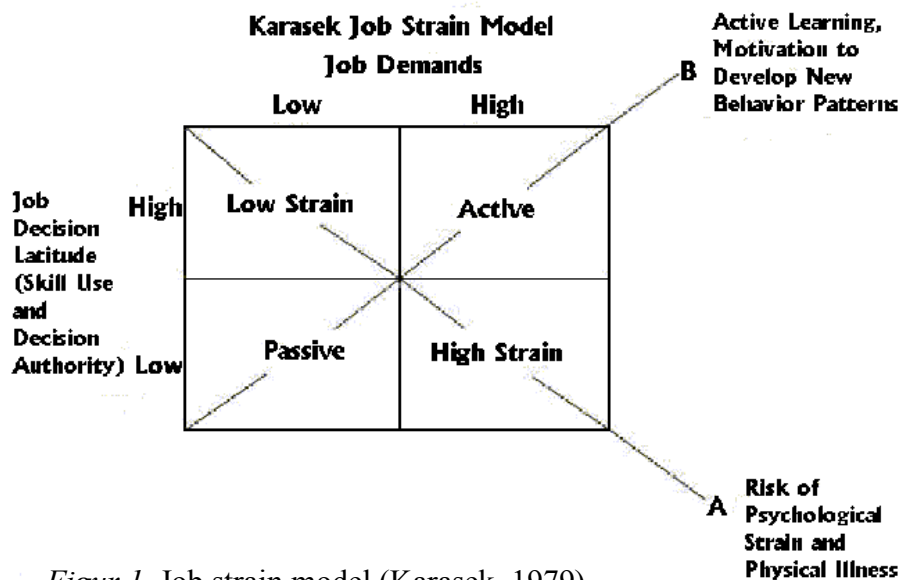 Karasek Job Strain Model
Job Demands
Low High
Active Learning,
Motivation to
Develop New
Behavior Patterns
B
Job
Decision
Latitude
(Skill Use
and
Decision
Authority)
High
Low
Low Strain
Active
Passive
High Strain
A
Risk of
Psychological
Strain and
Physical Illness
Figur 1. Job strain model (Karasek, 1979)